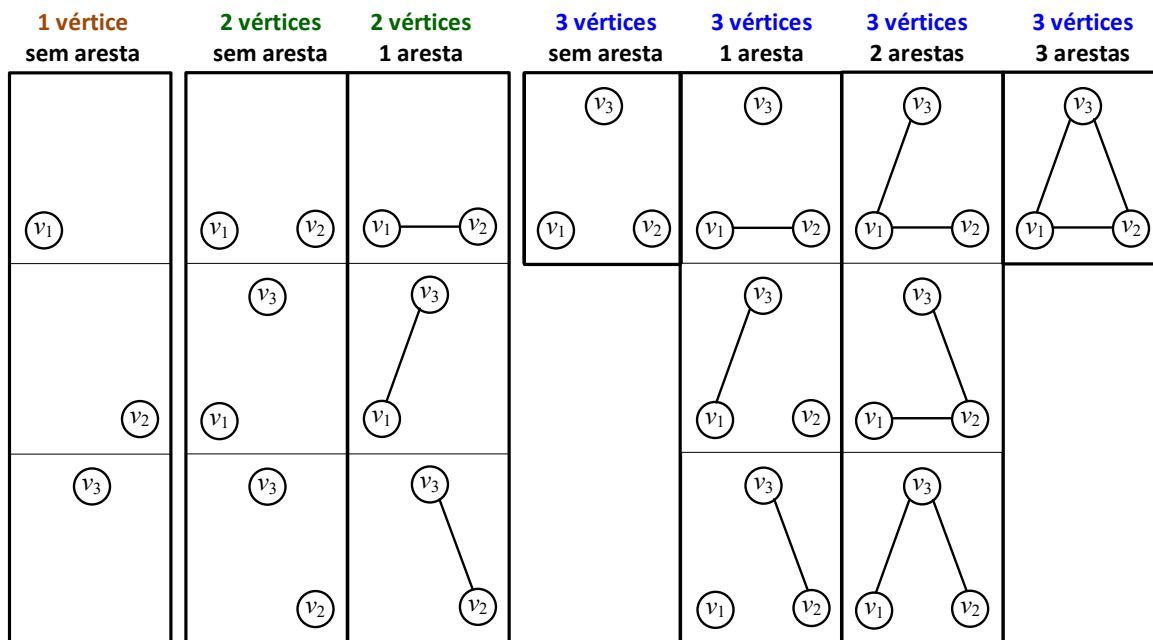 1 vértice
sem aresta
2 vértices
sem aresta
2 vértices
1 aresta
3 vértices
sem aresta
3 vértices
1 aresta
3 vértices
2 arestas
3 vértices
3 arestas
v1
v1 v2
v1 v2
v3
v1 v2
v3
v1 v2
v3
v1 v2
v3
v1 v2
v2
v3
v1
v3
v1
v3
v1 v2
v3
v1 v2
v3
v3
v2
v3
v2
v3
v1 v2
v3
v1 v2